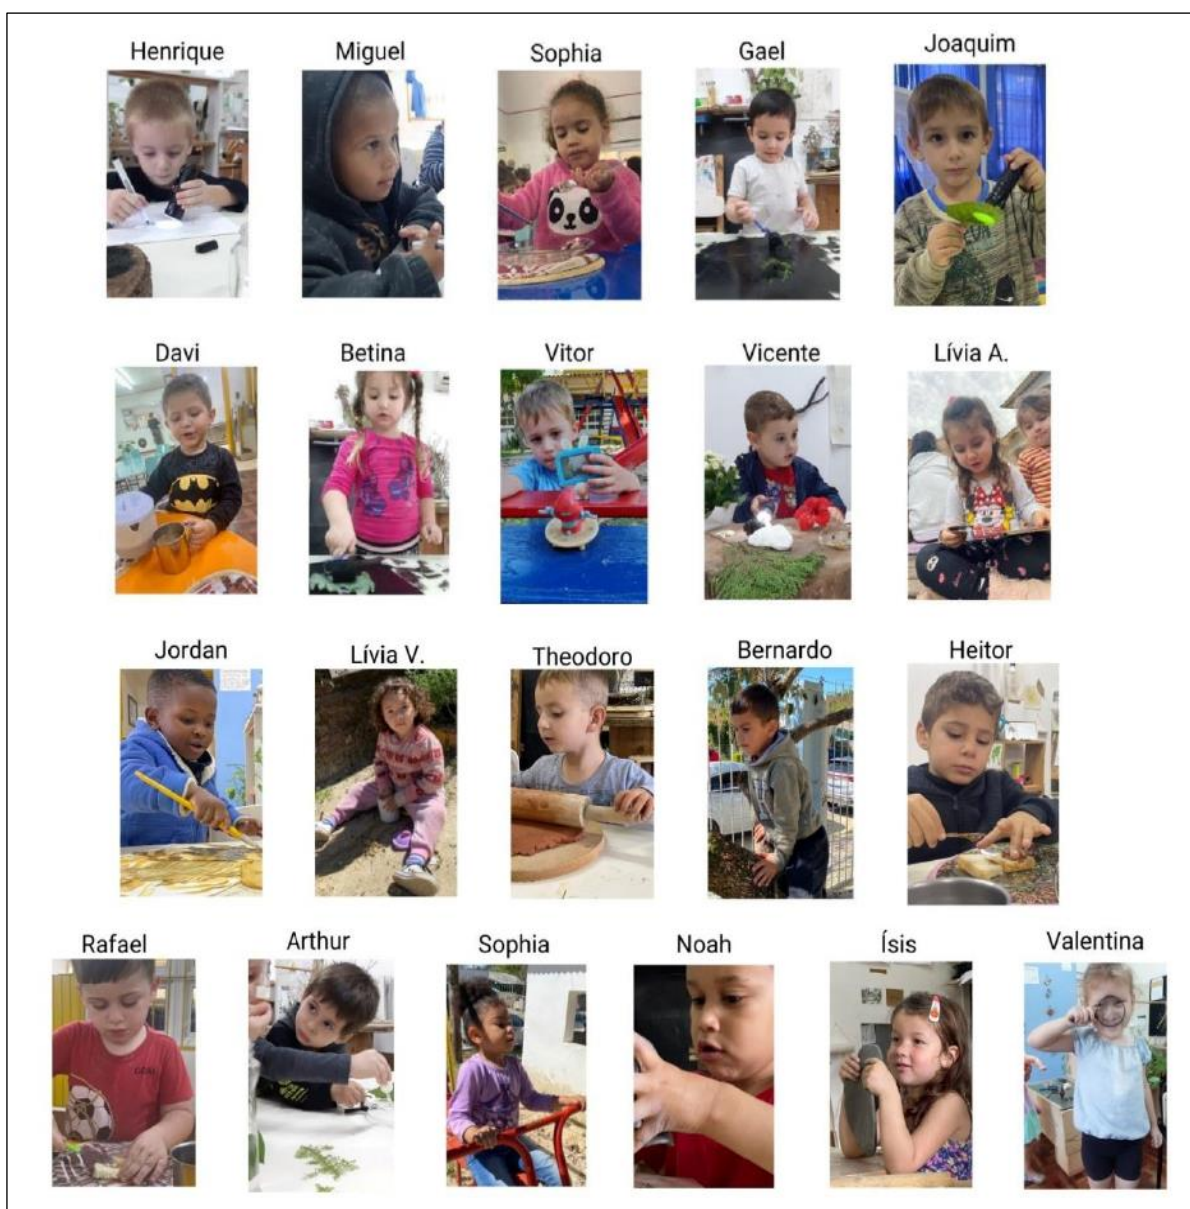 Henrique
Miguel
Sophia
Gael
Joaquim
Davi
Betina
Vitor
Vicente
Lívia A.
Jordan
Lívia V.
Theodoro
Bernardo
Heitor
Rafael
Arthur
Sophia
Noah
Ísis
Valentina